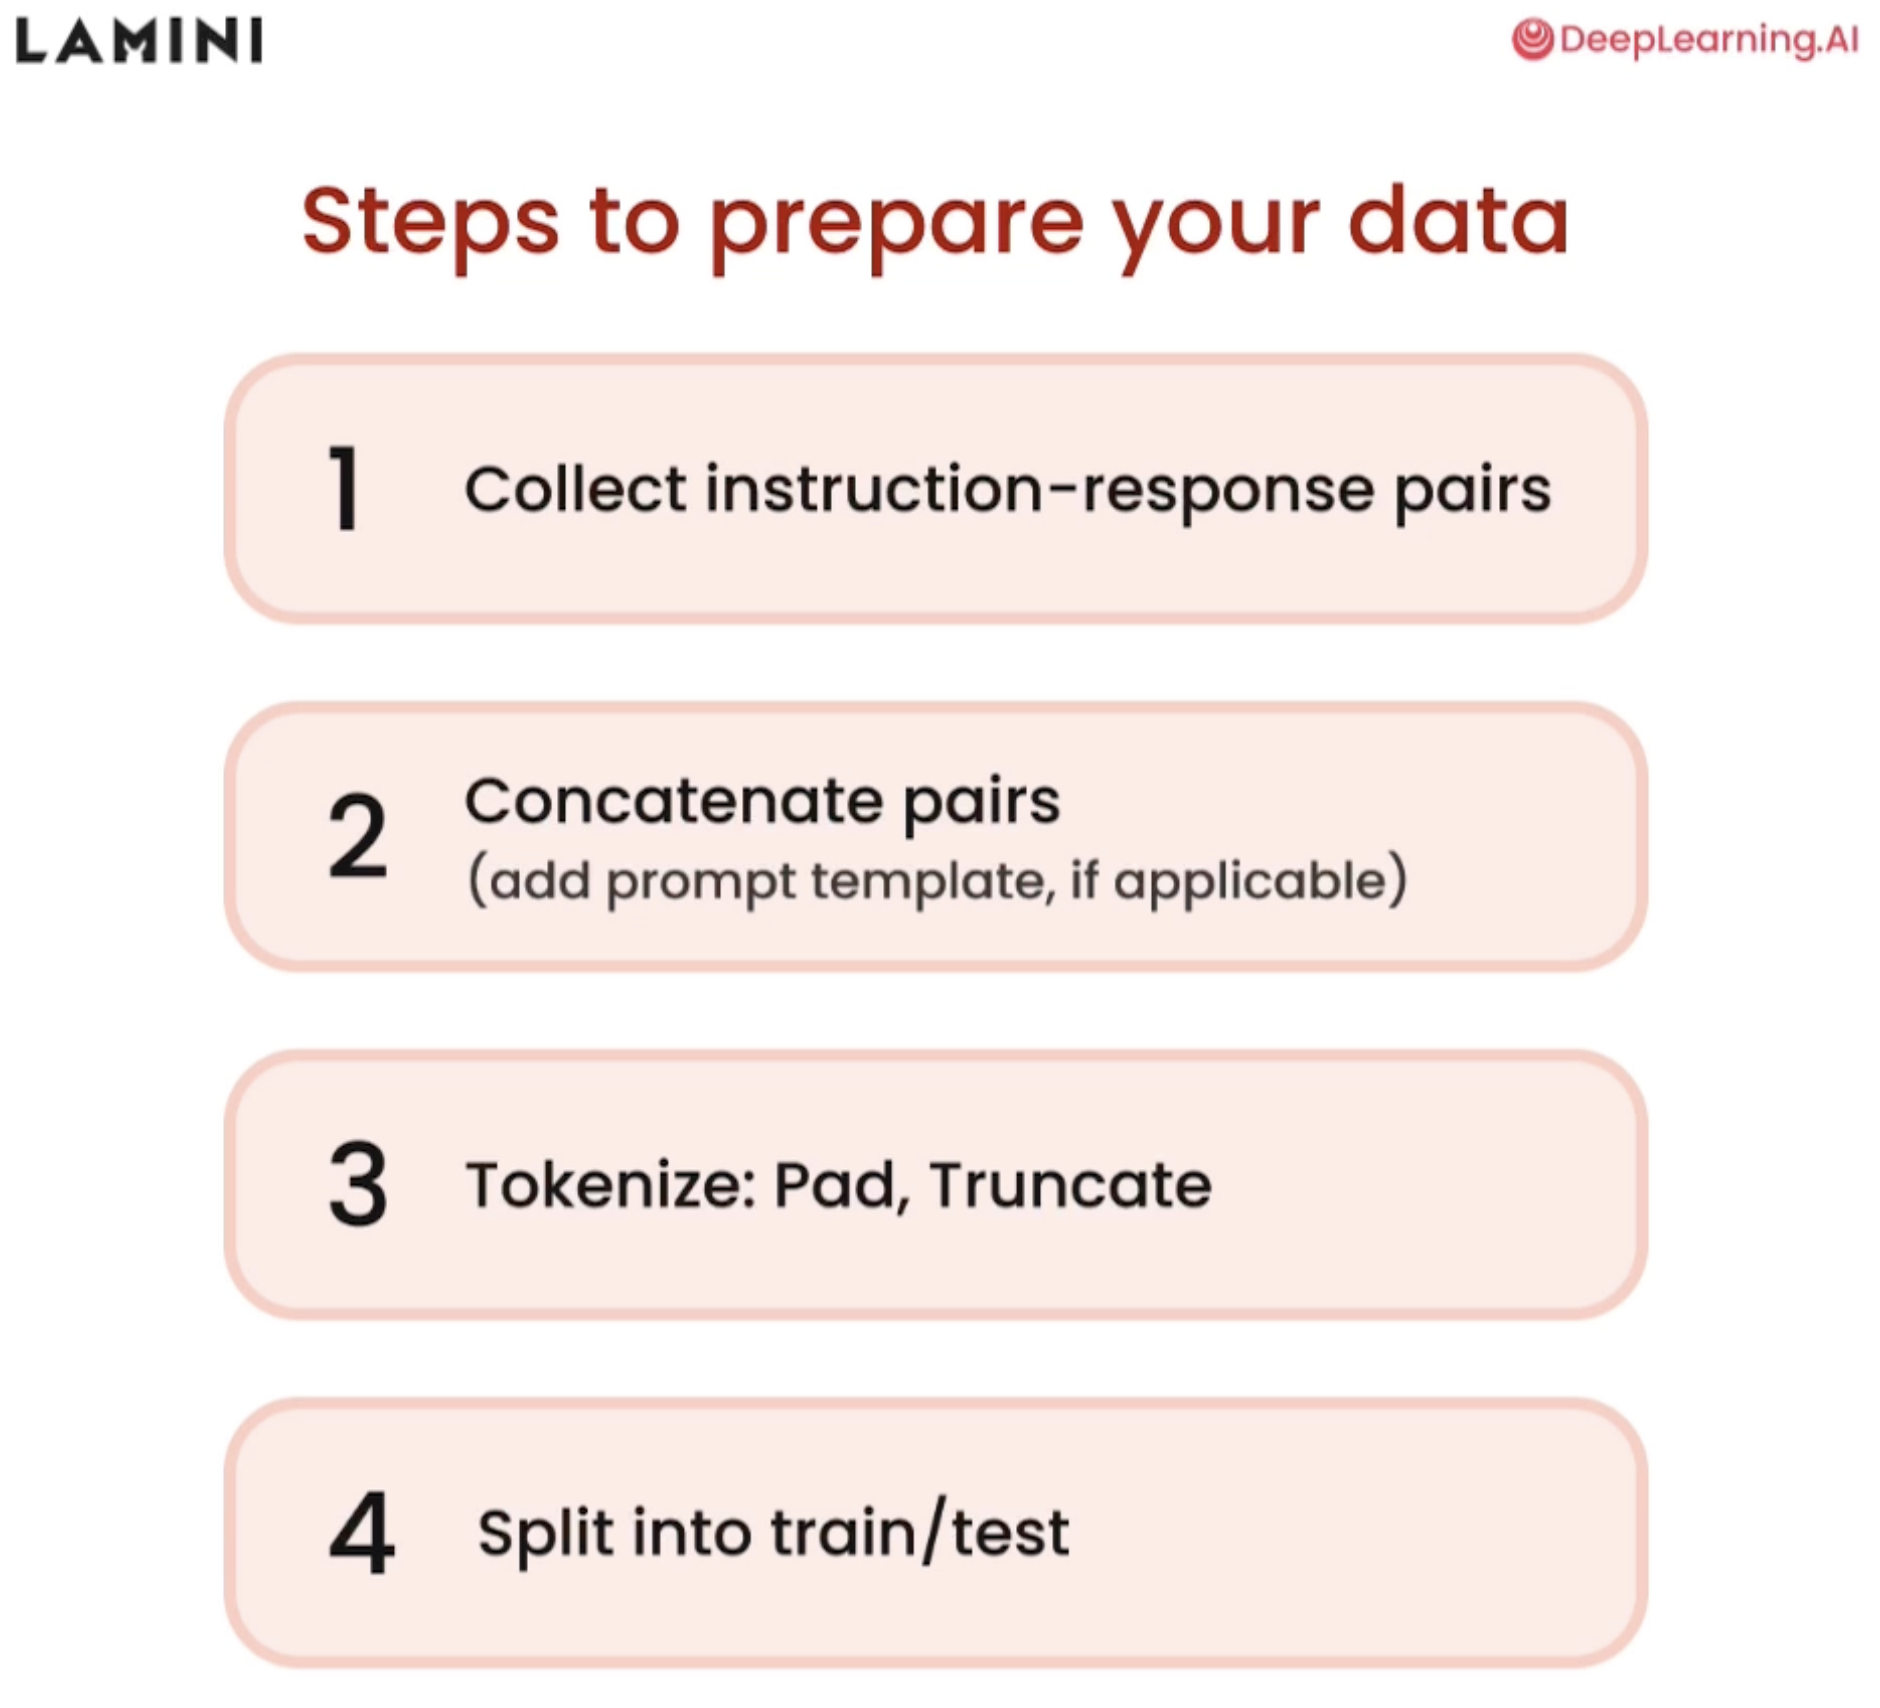 LAMINI
DeepLearning.AI
Steps to prepare your data
1 Collect instruction-response pairs
2 Concatenate pairs
(add prompt template, if applicable)
3 Tokenize: Pad, Truncate
4 Split into train/test